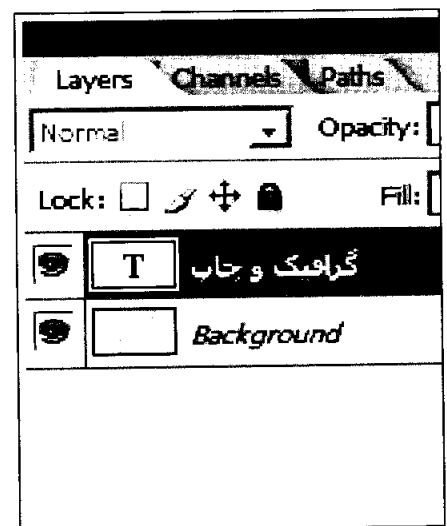 Layers Channels Paths
Normal Opacity:
Lock: Fill:
T گرافیک و چاپ
Background